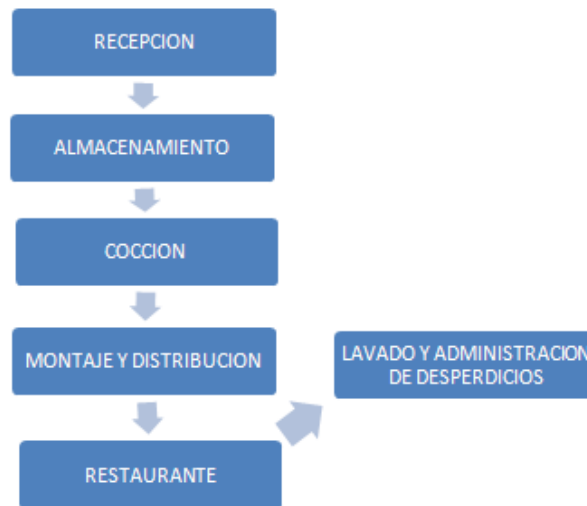 RECEPCION
ALMACENAMIENTO
COCCION
MONTAJE Y DISTRIBUCION
LAVADO Y ADMINISTRACION
DE DESPERDICIOS
RESTAURANTE